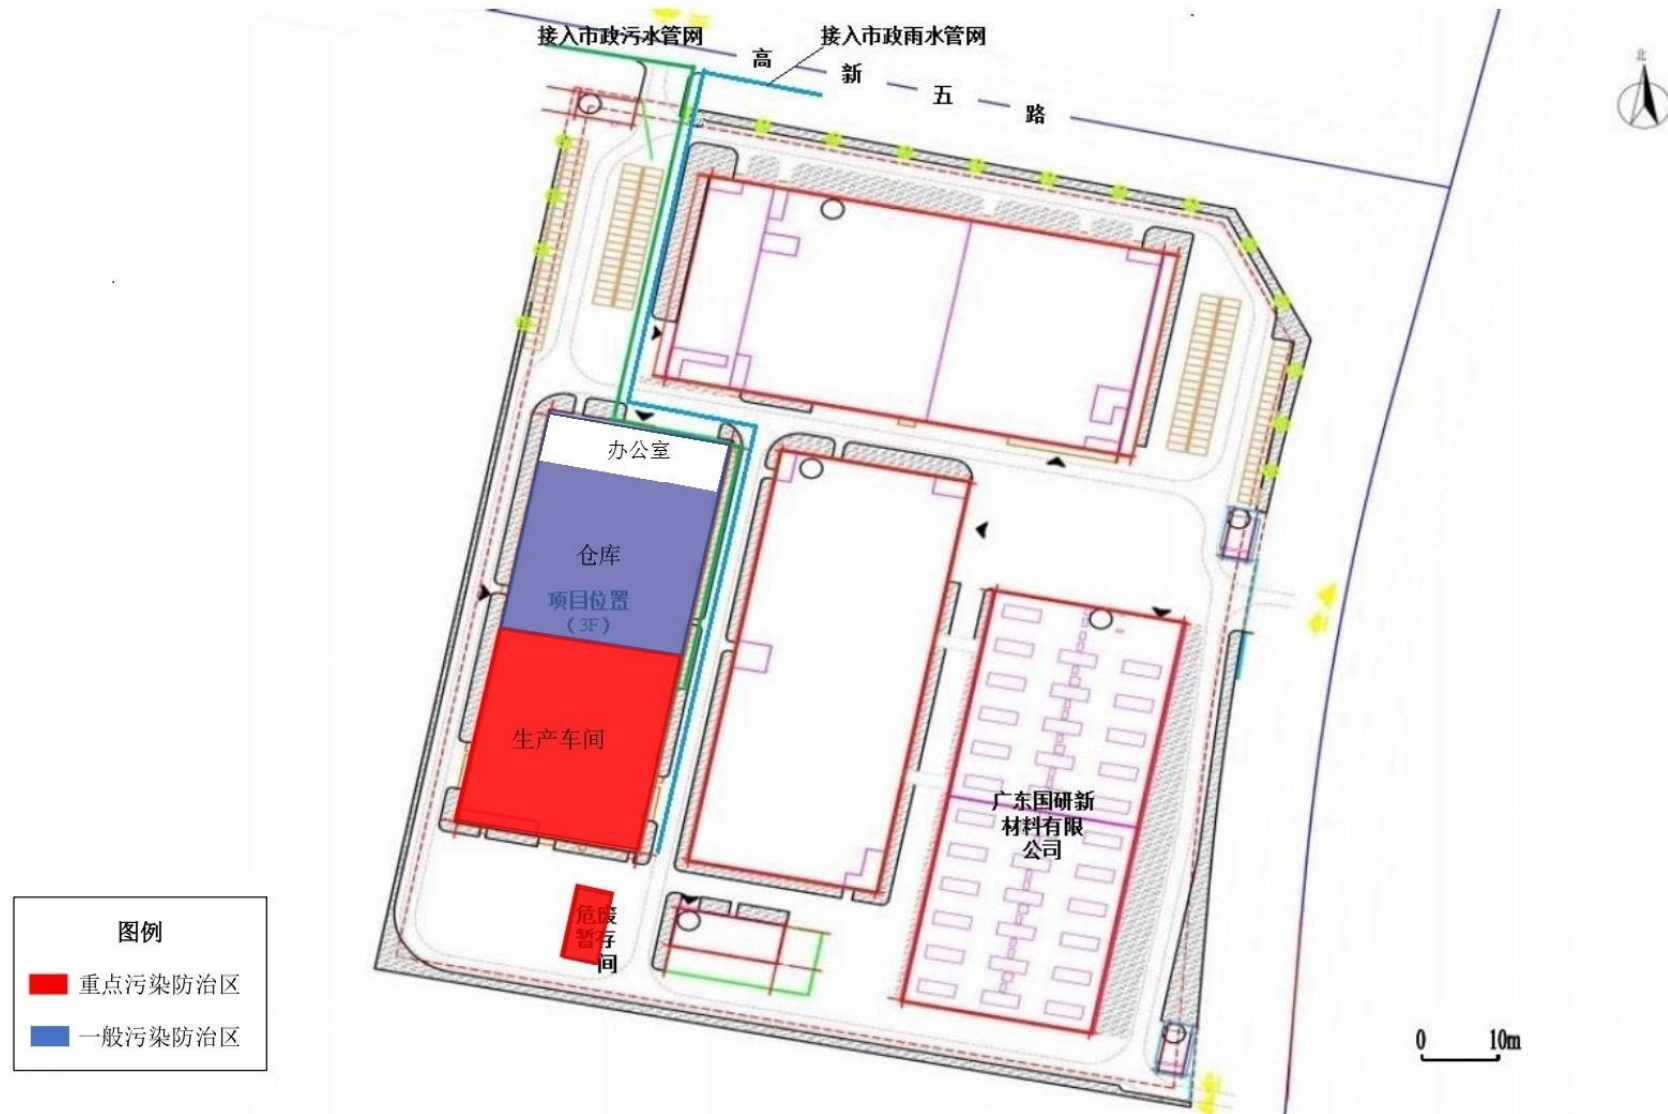 接入市政污水管网
接入市政雨水管网
高新五路
北
办公室
仓库
项目位置
（3F）
生产车间
广东国研新
材料有限
公司
危废
暂存
间
图例
重点污染防治区
一般污染防治区
0 10m